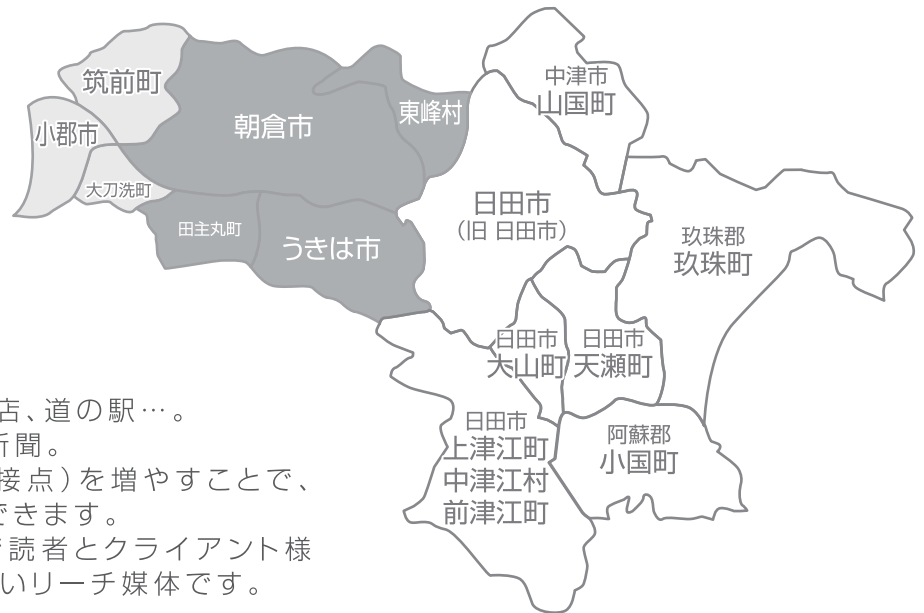 中津市
山国町
筑前町
東峰村
朝倉市
小郡市
大刀洗町
日田市
（旧 日田市）
田主丸町
うきは市
玖珠郡
玖珠町
日田市
大山町
日田市
天瀬町
日田市
上津江町
中津江村
前津江町
阿蘇郡
小国町
店、道の駅…。
新聞。
接点）を増やすことで、
できます。
読者とクライアント様
いリーチ媒体です。